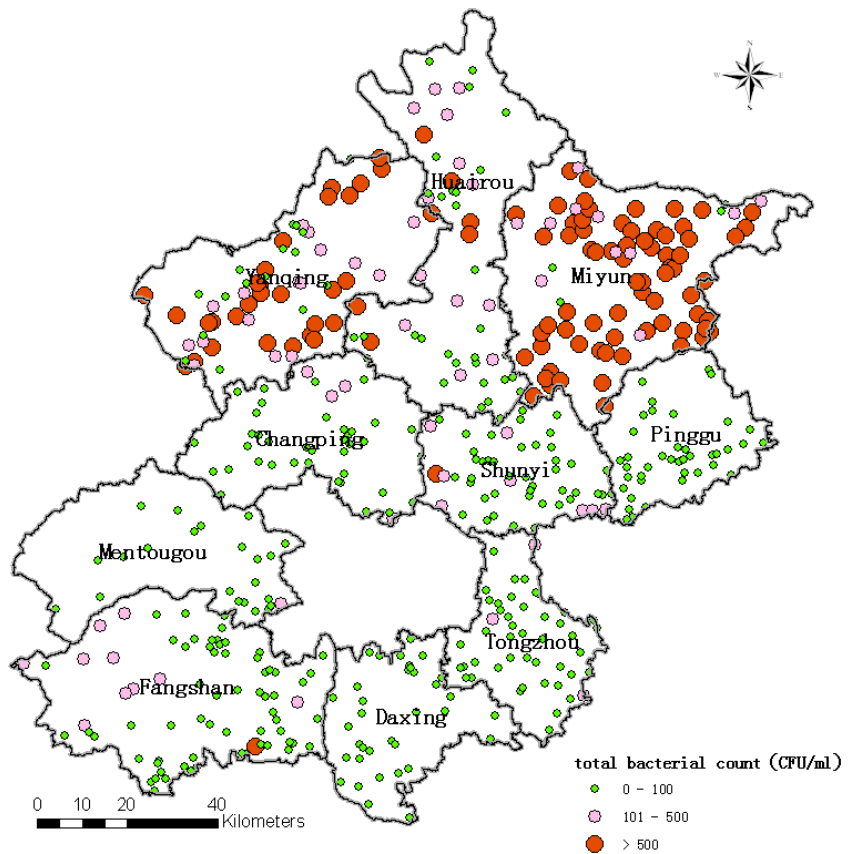 N
W E
N
Huairou
Yanqing
Miyun
Changping
Pinggu
Shunyi
Mentougou
Tongzhou
Fangshan
Daxing
total bacterial count (CFU/ml)
0 - 100
101 - 500
> 500
0 10 20 40
Kilometers